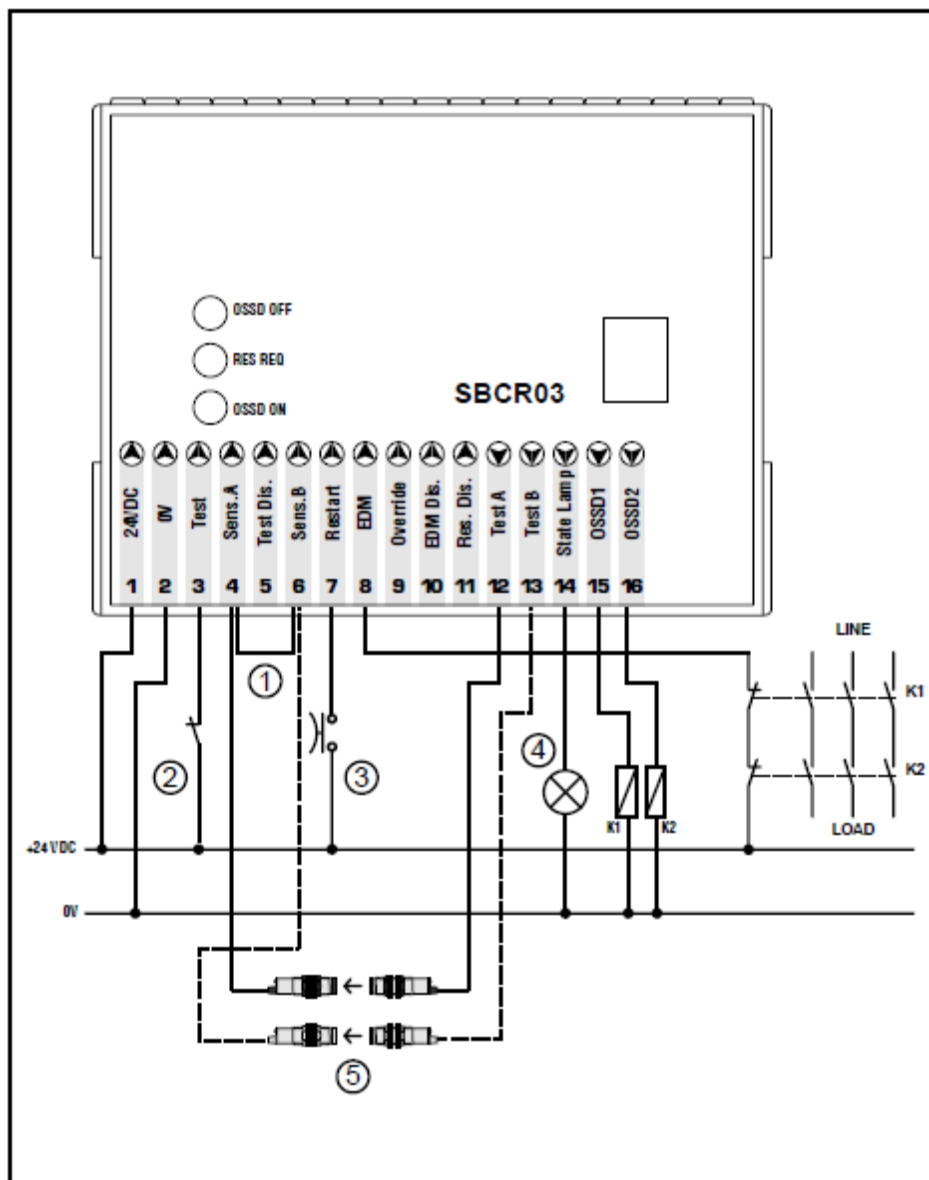 OSSD OFF
RES REQ
OSSD ON
SBCR03
24VDC
0V
Test
Sens.A
Test Dis.
Sens.B
Restart
EDM
Override
EDM Dis.
Res. Dis.
Test A
Test B
State Lamp
OSSD1
OSSD2
1 2 3 4 5 6 7 8 9 10 11 12 13 14 15 16
LINE
1
K1
2
3
4
K2
K1 K2
LOAD
+24 VDC
0V
5